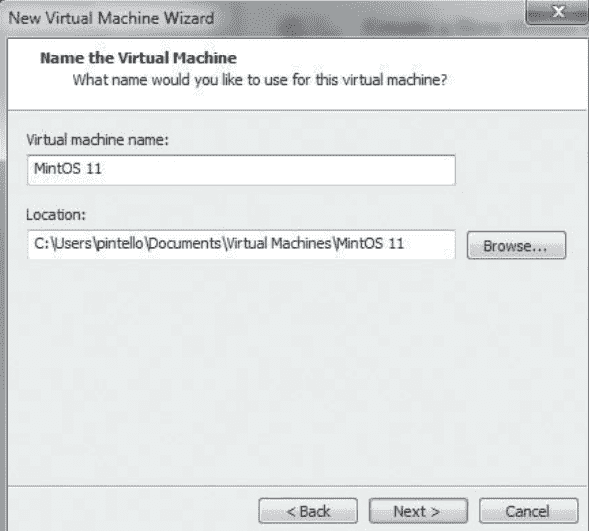 New Virtual Machine Wizard
Name the Virtual Machine
What name would you like to use for this virtual machine?
Virtual machine name:
MintOS 11
Location:
C:\Users\pintello\Documents\Virtual Machines\MintOS 11
Browse...
< Back
Next >
Cancel